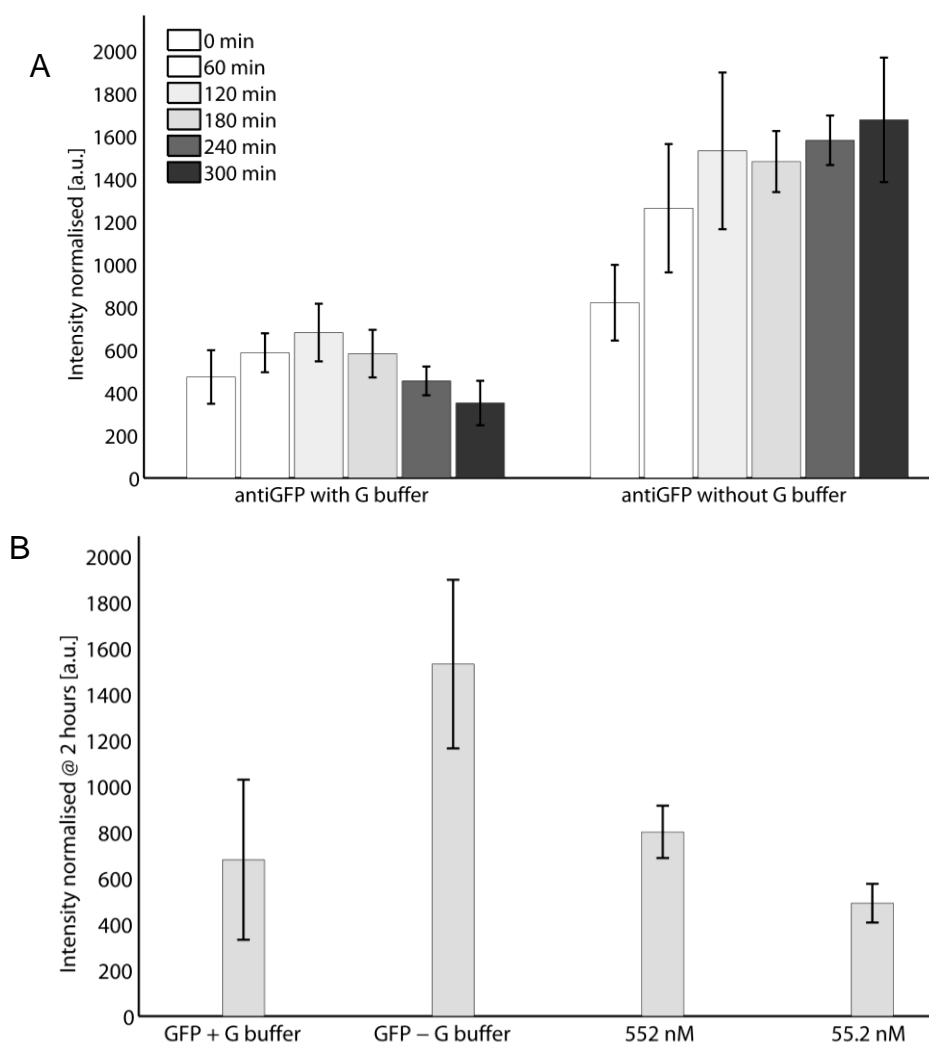 A
Intensity normalised [a.u.]
2000
1800
1600
1400
1200
1000
800
600
400
200
0
0 min
60 min
120 min
180 min
240 min
300 min
antiGFP with G buffer
antiGFP without G buffer
B
Intensity normalised @ 2 hours [a.u.]
2000
1800
1600
1400
1200
1000
800
600
400
200
0
GFP + G buffer
GFP – G buffer
552 nM
55.2 nM